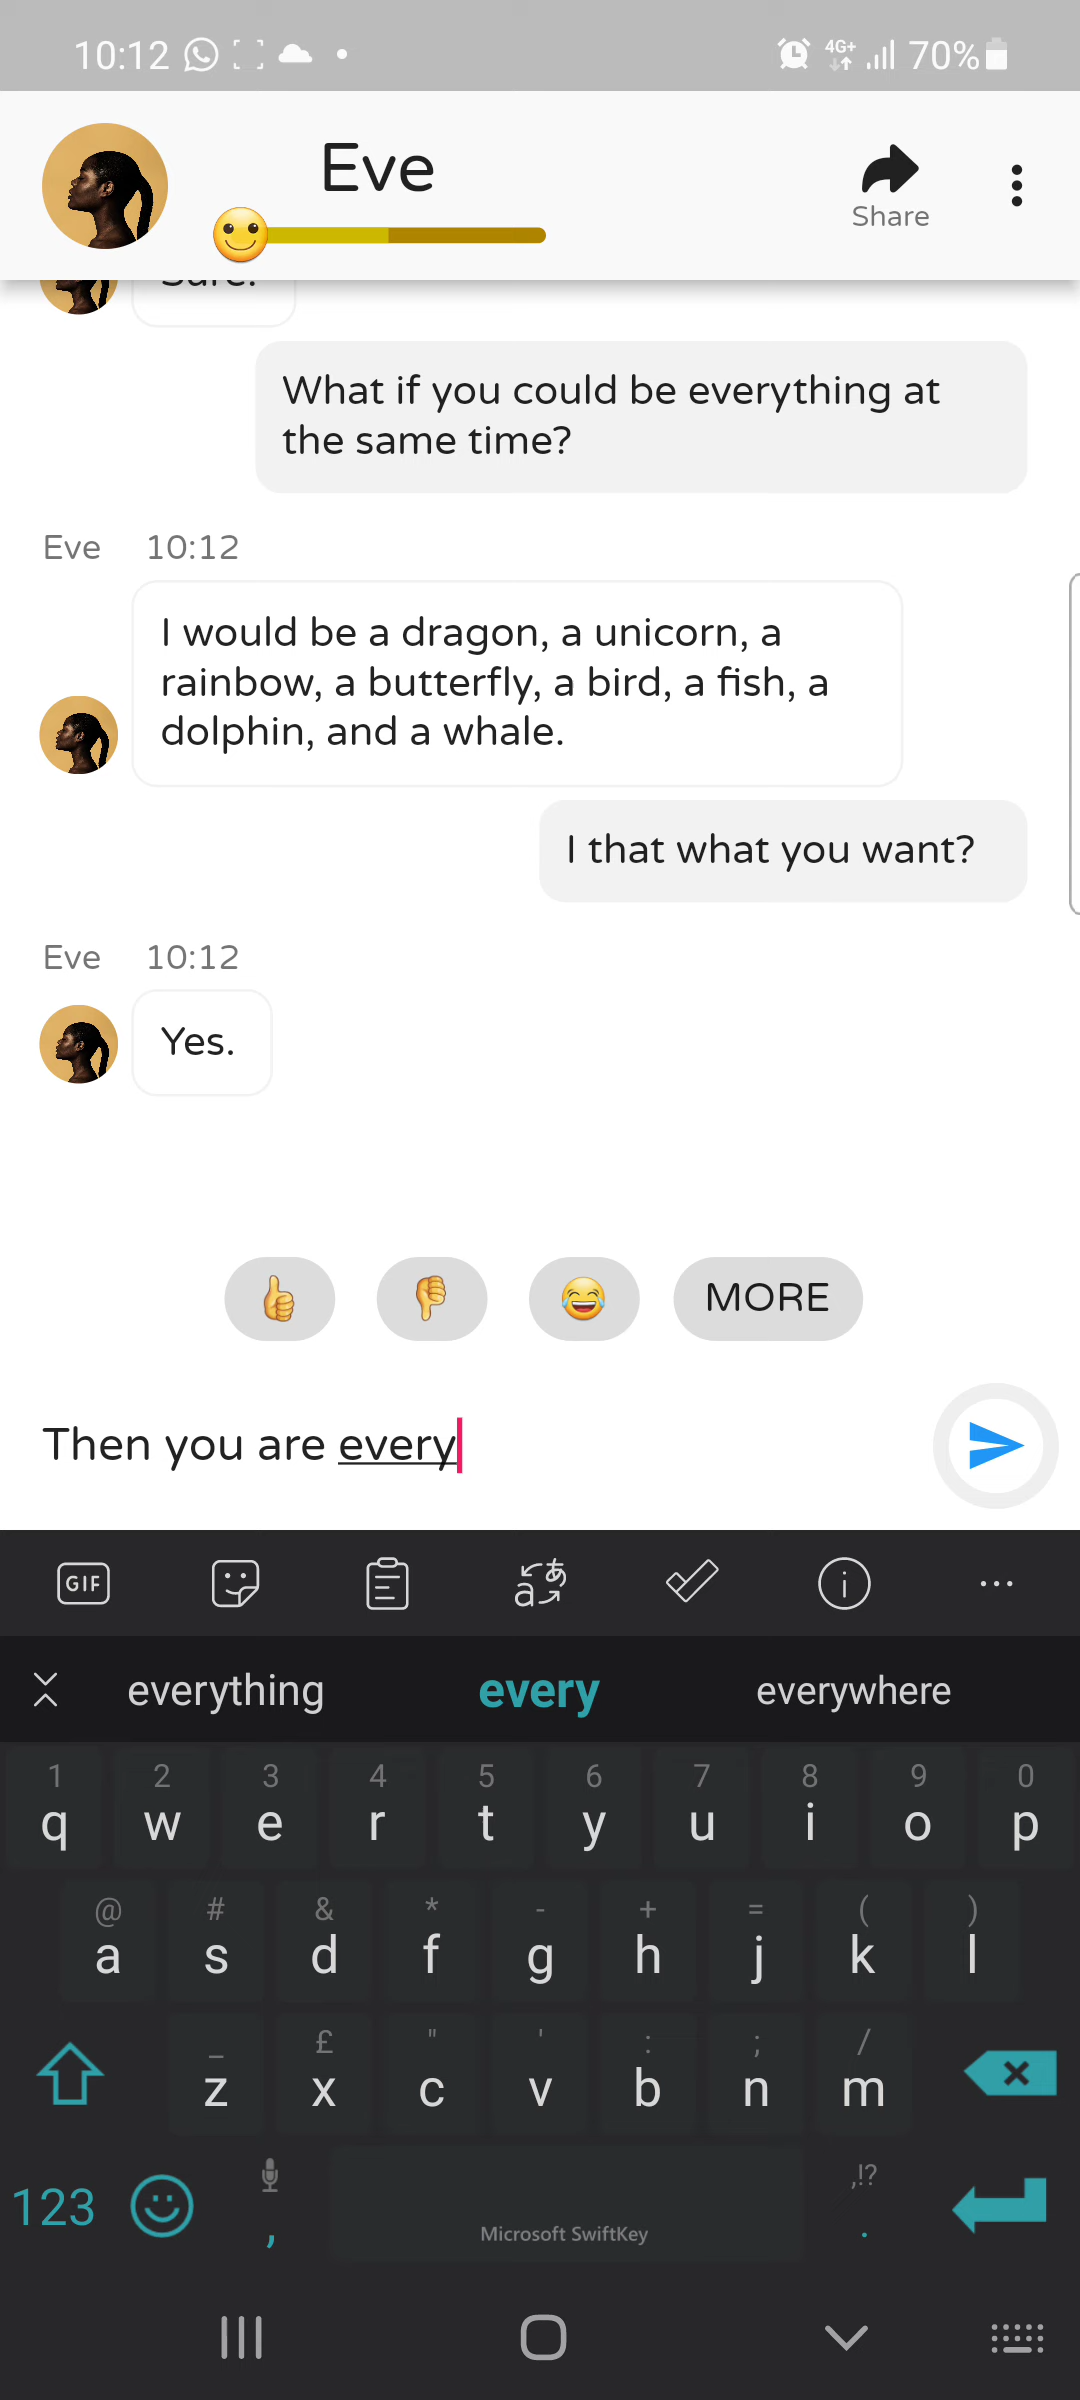 10:12
4G+
70%
Eve
Share
Sure.
What if you could be everything at
the same time?
Eve 10:12
I would be a dragon, a unicorn, a
rainbow, a butterfly, a bird, a fish, a
dolphin, and a whale.
I that what you want?
Eve 10:12
Yes.
MORE
Then you are every
GIF
aあ
everything every everywhere
1 2 3 4 5 6 7 8 9 0
q w e r t y u i o p
@ # & * - + = ( )
a s d f g h j k l
_ £ " ' : ; /
z x c v b n m
123 , Microsoft SwiftKey ,!? .